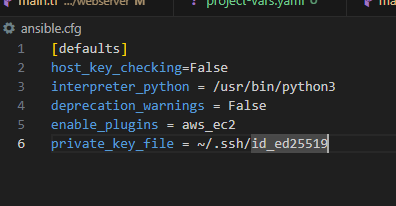 main.tf .../webserver M
project-vars.yaml
ansible.cfg
1 [defaults]
2 host_key_checking=False
3 interpreter_python = /usr/bin/python3
4 deprecation_warnings = False
5 enable_plugins = aws_ec2
6 private_key_file = ~/.ssh/id_ed25519